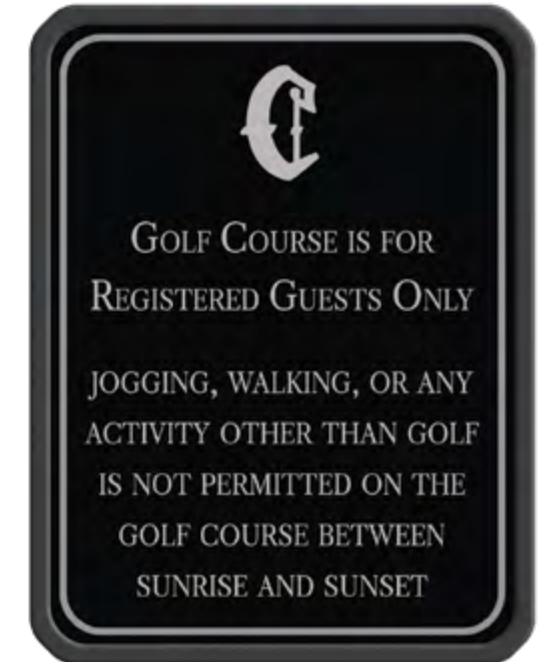 C
GOLF COURSE IS FOR
REGISTERED GUESTS ONLY
JOGGING, WALKING, OR ANY
ACTIVITY OTHER THAN GOLF
IS NOT PERMITTED ON THE
GOLF COURSE BETWEEN
SUNRISE AND SUNSET